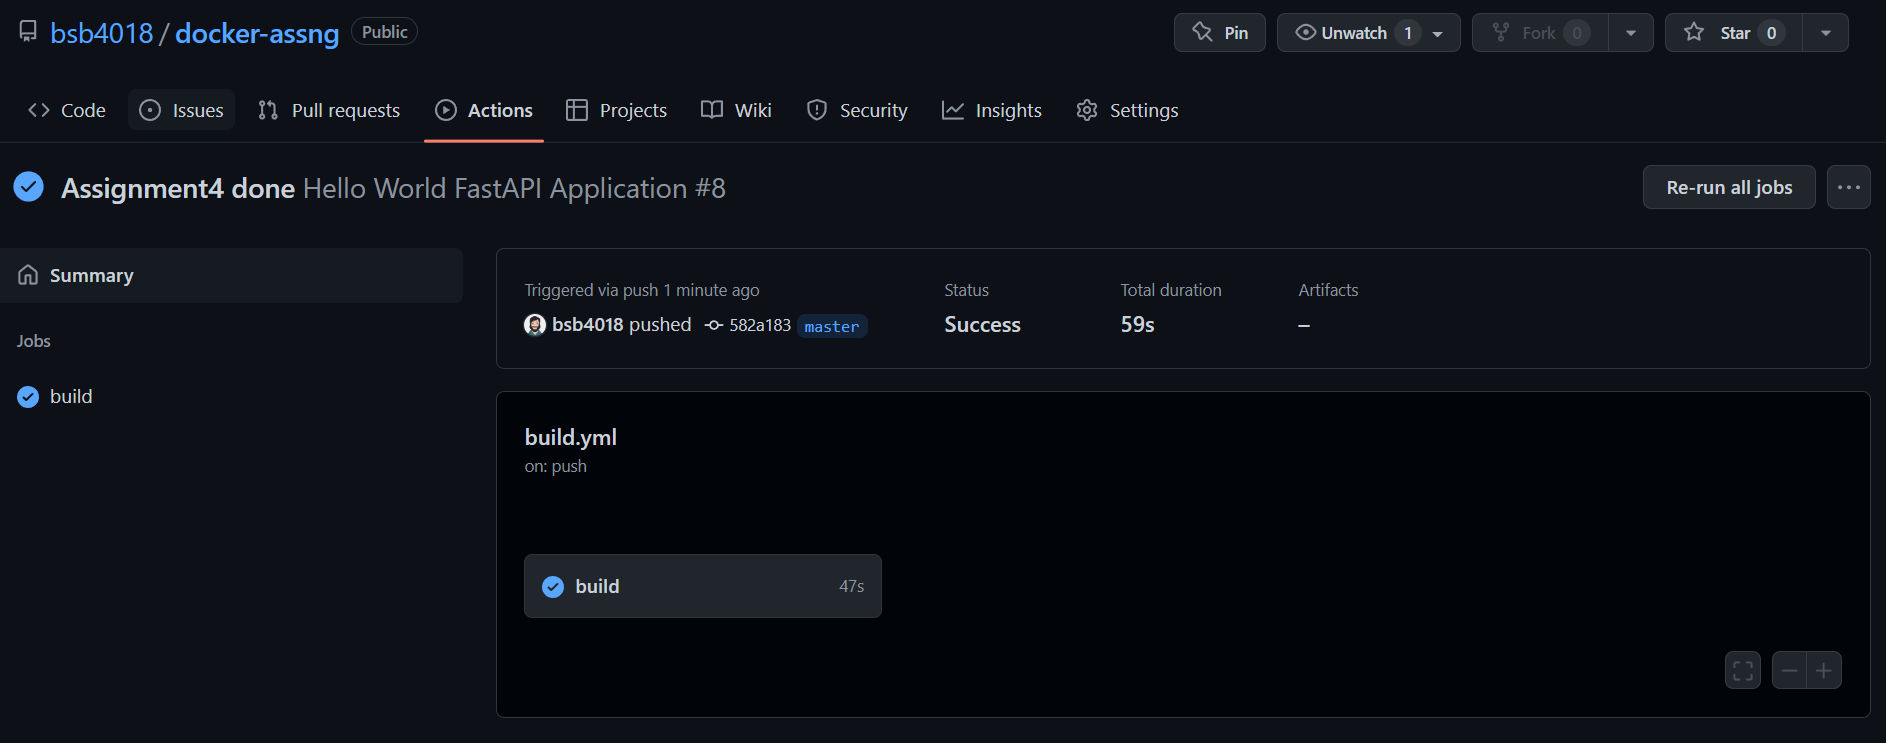 bsb4018 / docker-assng Public
Pin
Unwatch 1
Fork 0
Star 0
Code
Issues
Pull requests
Actions
Projects
Wiki
Security
Insights
Settings
Assignment4 done Hello World FastAPI Application #8
Re-run all jobs
Summary
Jobs
build
Triggered via push 1 minute ago
bsb4018 pushed 582a183 master
Status
Success
Total duration
59s
Artifacts
–
build.yml
on: push
build 47s